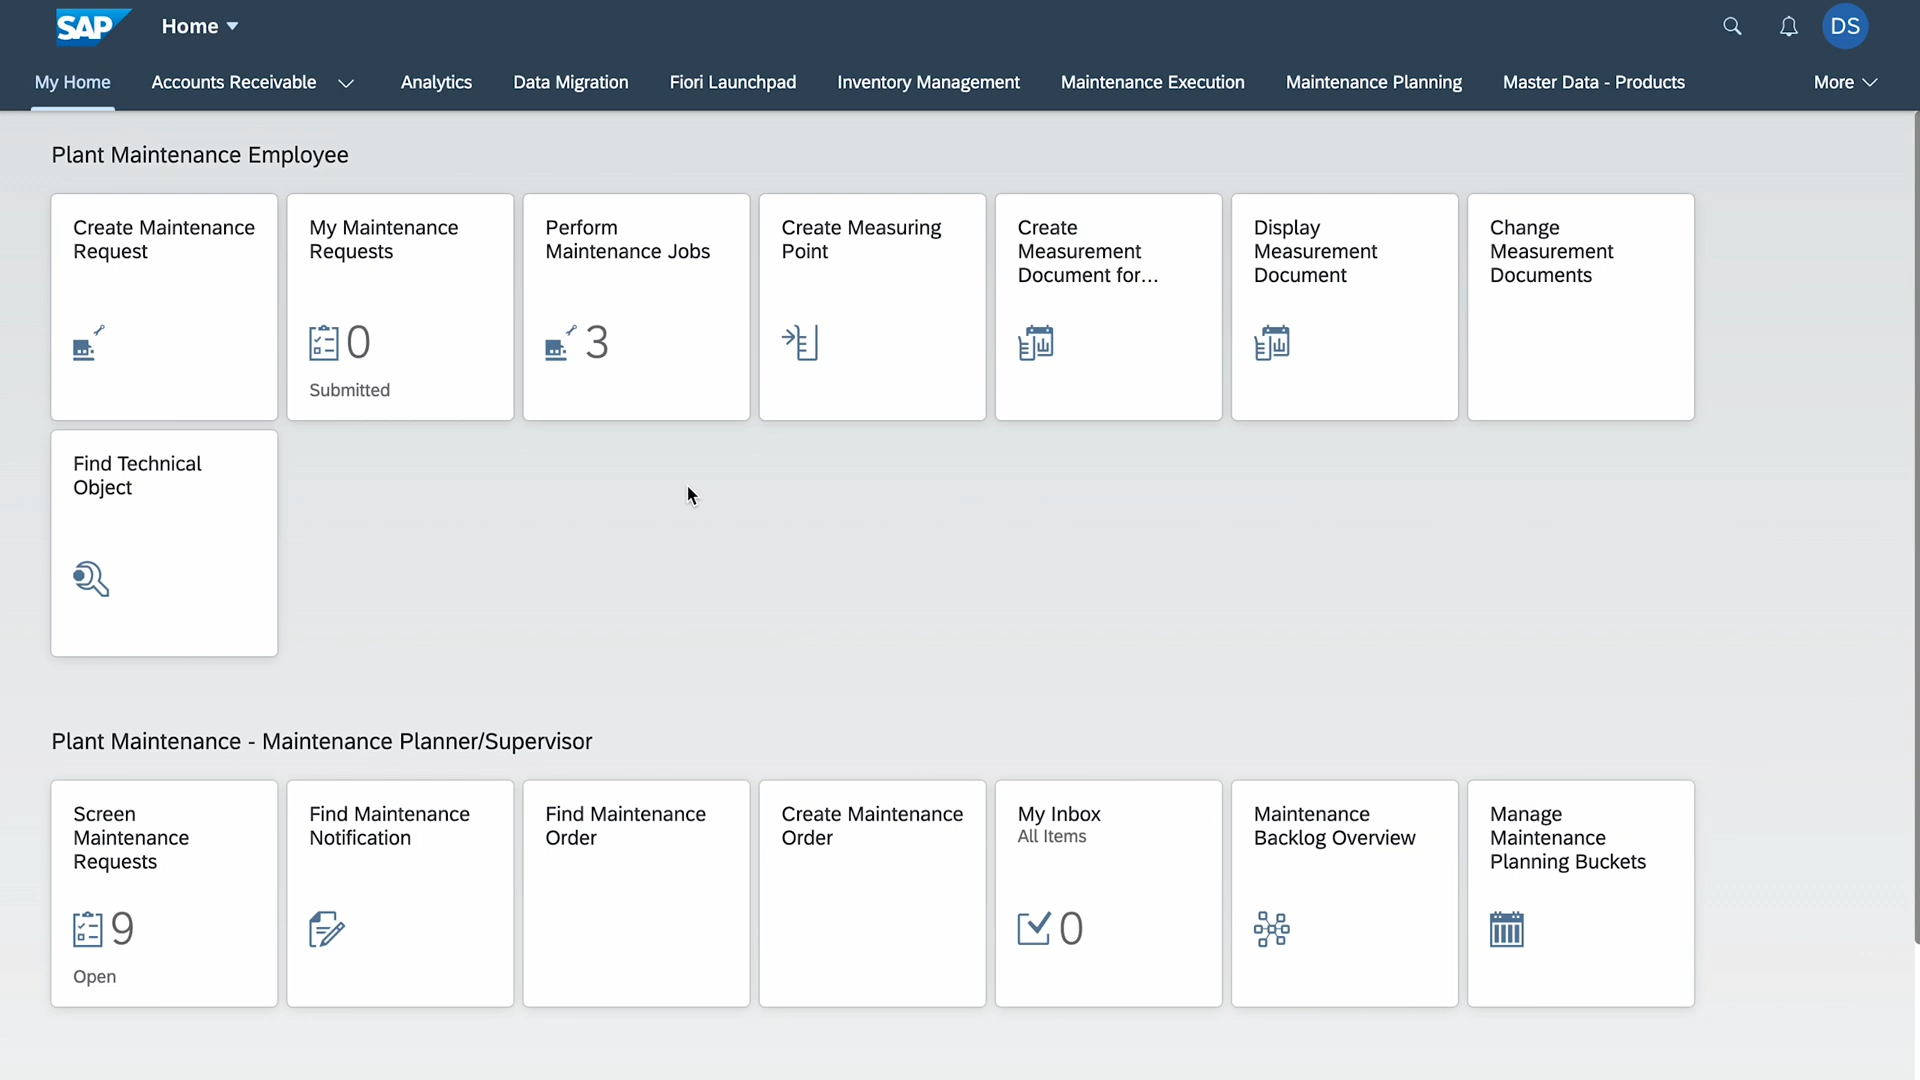 SAP Home
DS
My Home Accounts Receivable Analytics Data Migration Fiori Launchpad Inventory Management Maintenance Execution Maintenance Planning Master Data - Products More
Plant Maintenance Employee
Create Maintenance
Request
My Maintenance
Requests
0
Submitted
Perform
Maintenance Jobs
3
Create Measuring
Point
Create
Measurement
Document for...
Display
Measurement
Document
Change
Measurement
Documents
Find Technical
Object
Plant Maintenance - Maintenance Planner/Supervisor
Screen
Maintenance
Requests
9
Open
Find Maintenance
Notification
Find Maintenance
Order
Create Maintenance
Order
My Inbox
All Items
0
Maintenance
Backlog Overview
Manage
Maintenance
Planning Buckets